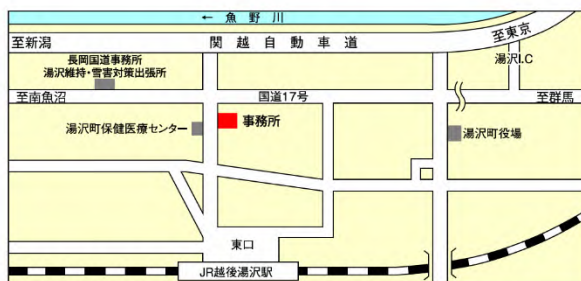 ← 魚野川
至新潟
関越自動車道
至東京
長岡国道事務所
湯沢維持・雪害対策出張所
湯沢I.C
至南魚沼
国道17号
至群馬
湯沢町保健医療センター
事務所
湯沢町役場
東口
JR越後湯沢駅